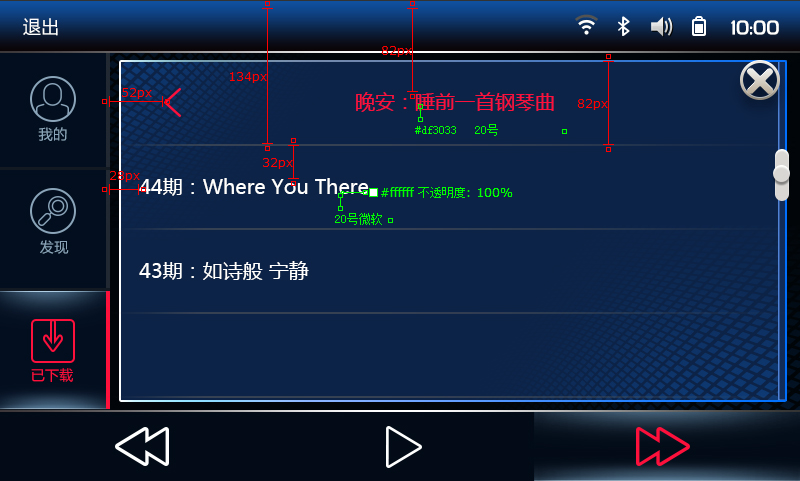 退出
10:00
82px
134px
52px
晚安：睡前一首钢琴曲
82px
#df3033 20号
我的
32px
28px
44期：Where You There
#ffffff 不透明度: 100%
20号微软
发现
43期：如诗般 宁静
已下载